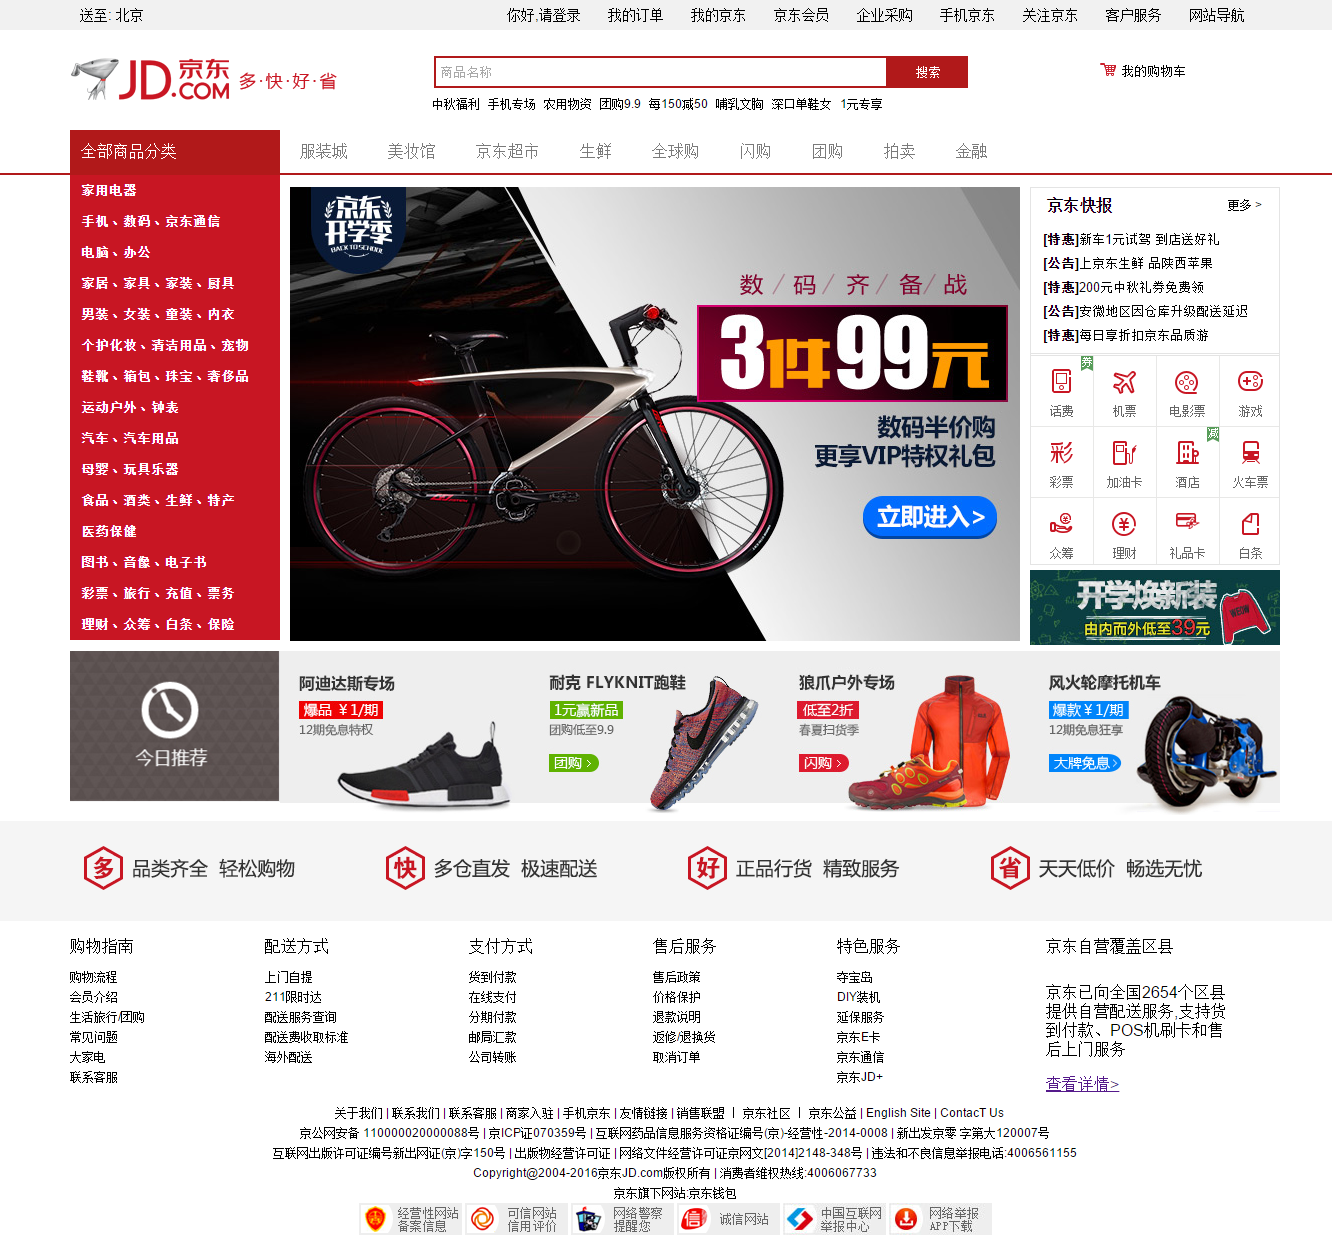 送至: 北京
你好,请登录 我的订单 我的京东 京东会员 企业采购 手机京东 关注京东 客户服务 网站导航
JD 京东 .COM 多·快·好·省
商品名称 搜索
我的购物车
中秋福利 手机专场 农用物资 团购9.9 每150减50 哺乳文胸 深口单鞋女 1元专享
全部商品分类 服装城 美妆馆 京东超市 生鲜 全球购 闪购 团购 拍卖 金融
家用电器
手机、数码、京东通信
电脑、办公
家居、家具、家装、厨具
男装、女装、童装、内衣
个护化妆、清洁用品、宠物
鞋靴、箱包、珠宝、奢侈品
运动户外、钟表
汽车、汽车用品
母婴、玩具乐器
食品、酒类、生鲜、特产
医药保健
图书、音像、电子书
彩票、旅行、充值、票务
理财、众筹、白条、保险
京东
开学季
BACK TO SCHOOL
数/码/齐/备/战
3件99元
数码半价购
更享VIP特权礼包
立即进入>
京东快报 更多 >
[特惠]新车1元试驾 到店送好礼
[公告]上京东生鲜 品陕西苹果
[特惠]200元中秋礼券免费领
[公告]安微地区因仓库升级配送延迟
[特惠]每日享折扣京东品质游
券
话费 机票 电影票 游戏
减
彩票 加油卡 酒店 火车票
众筹 理财 礼品卡 白条
开学焕新装
由内而外低至39元
今日推荐
阿迪达斯专场
爆品 ¥1/期
12期免息特权
耐克 FLYKNIT跑鞋
1元赢新品
团购低至9.9
团购 >
狼爪户外专场
低至2折
春夏扫货季
闪购 >
风火轮摩托机车
爆款 ¥1/期
12期免息狂享
大牌免息 >
多 品类齐全 轻松购物
快 多仓直发 极速配送
好 正品行货 精致服务
省 天天低价 畅选无忧
购物指南
购物流程
会员介绍
生活旅行/团购
常见问题
大家电
联系客服
配送方式
上门自提
211限时达
配送服务查询
配送费收取标准
海外配送
支付方式
货到付款
在线支付
分期付款
邮局汇款
公司转账
售后服务
售后政策
价格保护
退款说明
返修/退换货
取消订单
特色服务
夺宝岛
DIY装机
延保服务
京东E卡
京东通信
京东JD+
京东自营覆盖区县
京东已向全国2654个区县
提供自营配送服务,支持货
到付款、POS机刷卡和售
后上门服务
查看详情>
关于我们 | 联系我们 | 联系客服 | 商家入驻 | 手机京东 | 友情链接 | 销售联盟 丨 京东社区 丨 京东公益 | English Site | ContacT Us
京公网安备 110000020000088号 | 京ICP证070359号 | 互联网药品信息服务资格证编号(京)-经营性-2014-0008 | 新出发京零 字第大120007号
互联网出版许可证编号新出网证(京)字150号 | 出版物经营许可证 | 网络文件经营许可证京网文[2014]2148-348号 | 违法和不良信息举报电话:4006561155
Copyright@2004-2016京东JD.com版权所有 | 消费者维权热线:4006067733
京东旗下网站:京东钱包
经营性网站
备案信息
可信网站
信用评价
网络警察
提醒您
信 诚信网站
中国互联网
举报中心
网络举报
APP下载